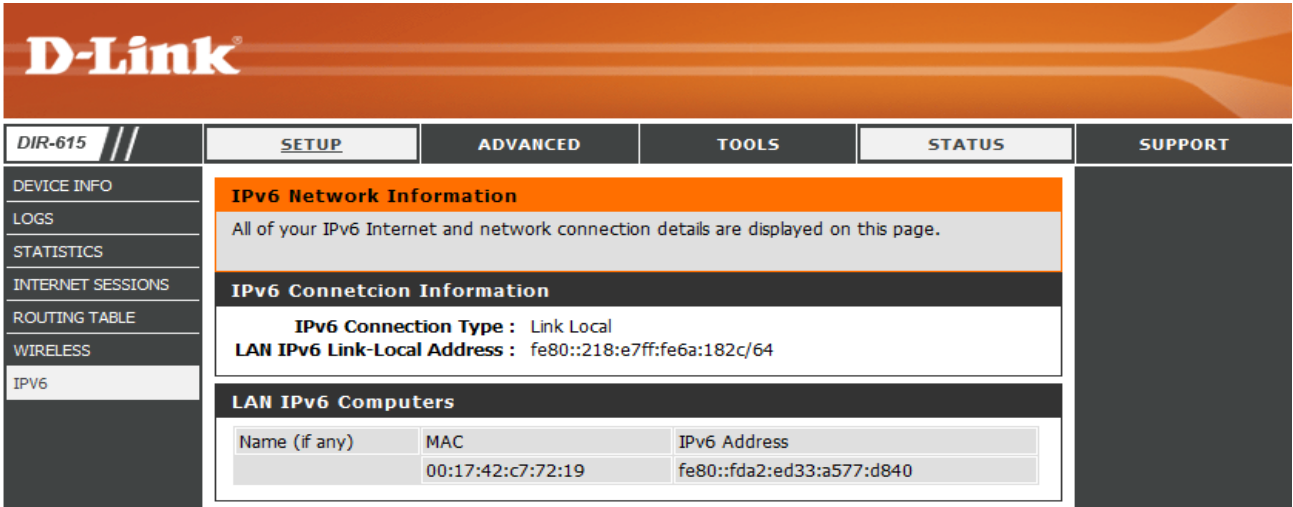 D-Link®
DIR-615
SETUP ADVANCED TOOLS STATUS SUPPORT
DEVICE INFO
LOGS
STATISTICS
INTERNET SESSIONS
ROUTING TABLE
WIRELESS
IPV6
IPv6 Network Information
All of your IPv6 Internet and network connection details are displayed on this page.
IPv6 Connetcion Information
IPv6 Connection Type : Link Local
LAN IPv6 Link-Local Address : fe80::218:e7ff:fe6a:182c/64
LAN IPv6 Computers
Name (if any) MAC IPv6 Address
00:17:42:c7:72:19 fe80::fda2:ed33:a577:d840